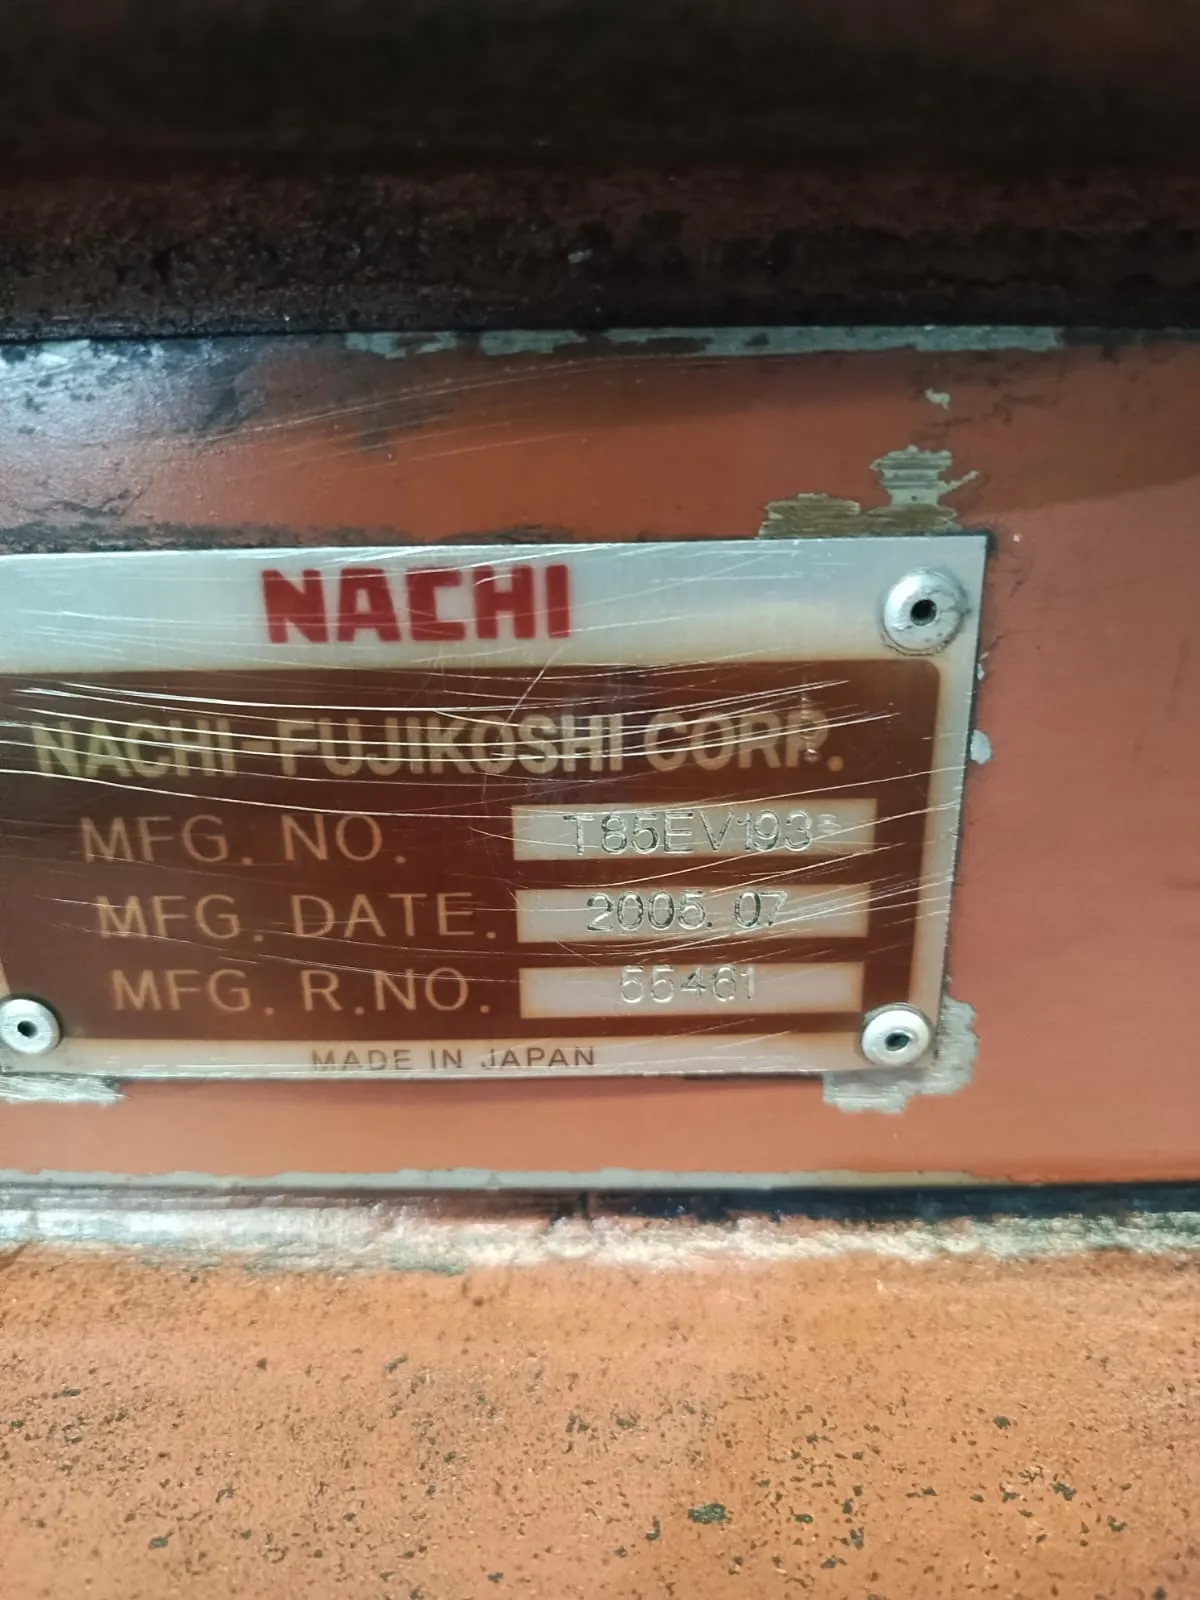 NACHI
NACHI-FUJIKOSHI CORP.
MFG. NO. T85EV193
MFG. DATE. 2005. 07
MFG. R.NO. 55461
MADE IN JAPAN